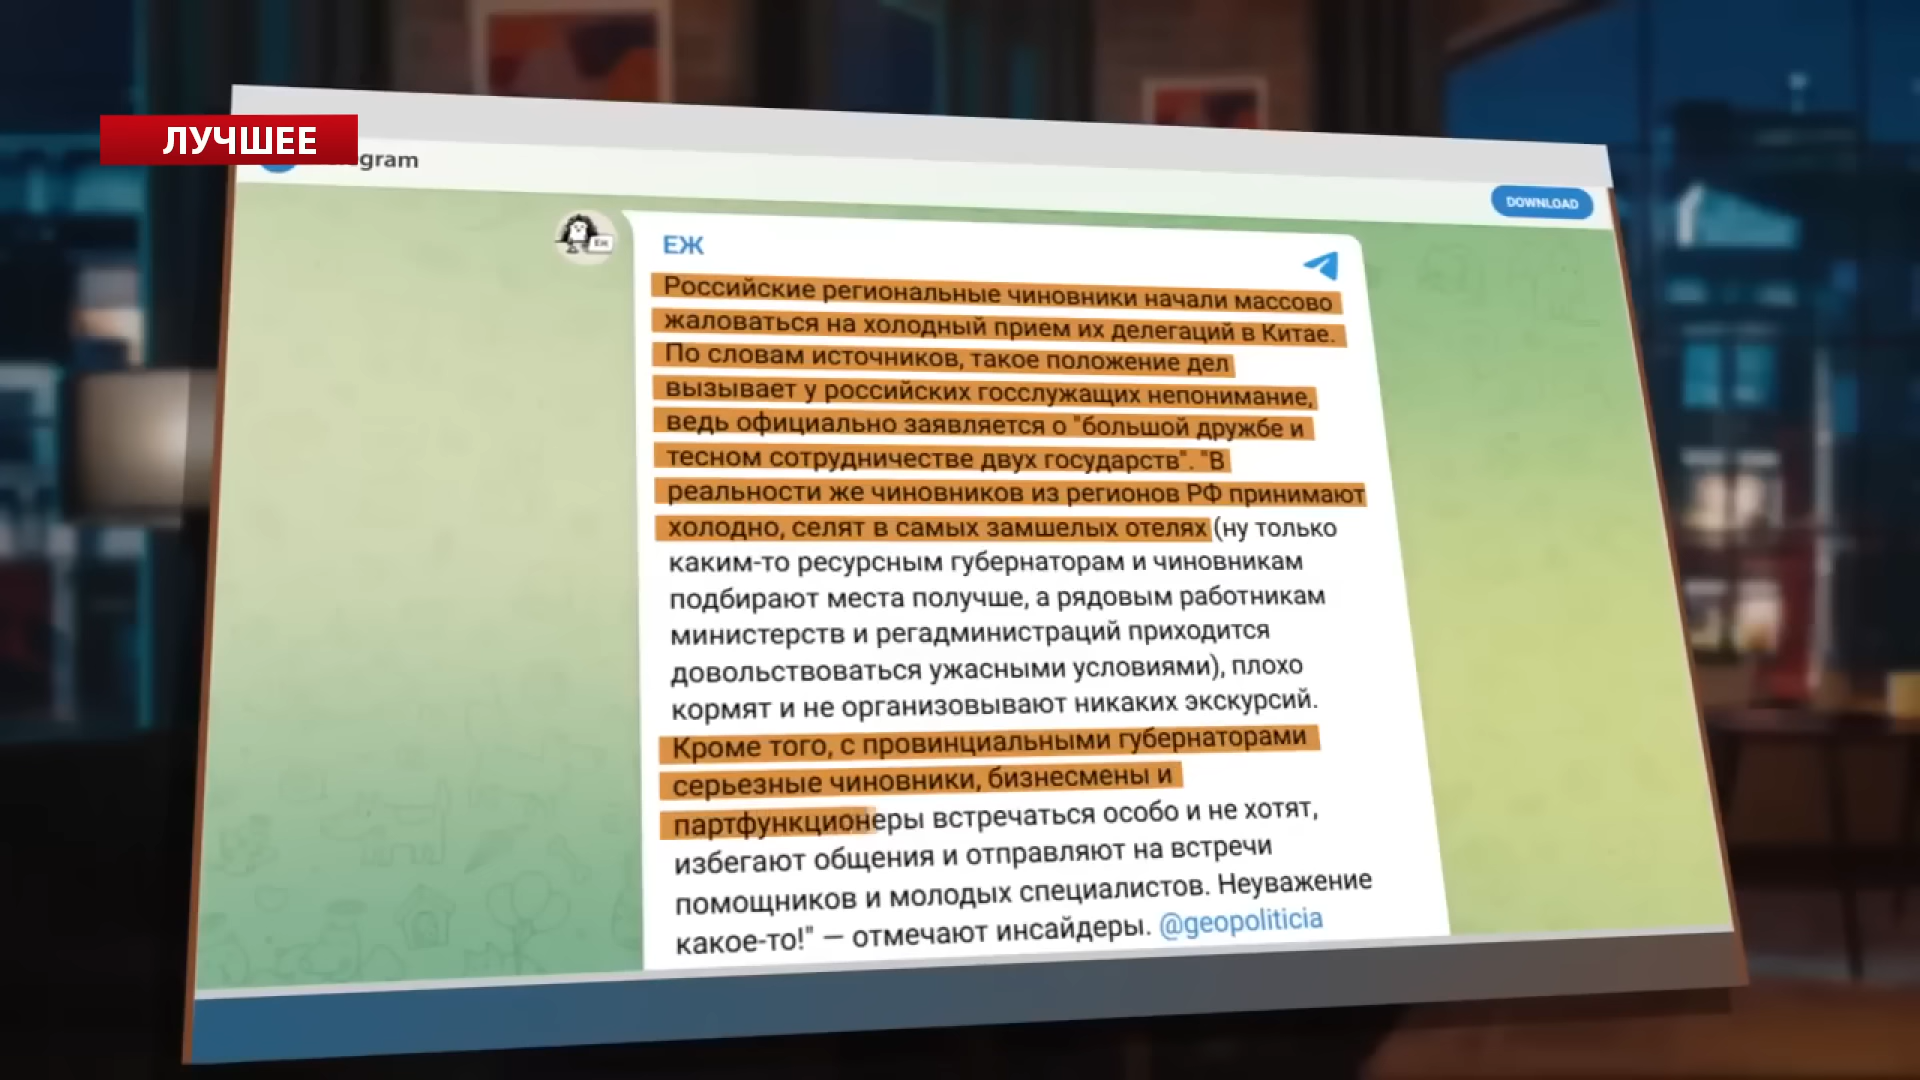 ЛУЧШЕЕ
gram
DOWNLOAD
ЕЖ
Российские региональные чиновники начали массово
жаловаться на холодный прием их делегаций в Китае.
По словам источников, такое положение дел
вызывает у российских госслужащих непонимание,
ведь официально заявляется о "большой дружбе и
тесном сотрудничестве двух государств". "В
реальности же чиновников из регионов РФ принимают
холодно, селят в самых замшелых отелях (ну только
каким-то ресурсным губернаторам и чиновникам
подбирают места получше, а рядовым работникам
министерств и регадминистраций приходится
довольствоваться ужасными условиями), плохо
кормят и не организовывают никаких экскурсий.
Кроме того, с провинциальными губернаторами
серьезные чиновники, бизнесмены и
партфункционеры встречаться особо и не хотят,
избегают общения и отправляют на встречи
помощников и молодых специалистов. Неуважение
какое-то!" — отмечают инсайдеры. @geopoliticia